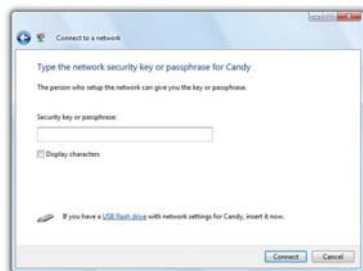 Connect to a network
Type the network security key or passphrase for Candy
The person who setup the network can give you the key or passphrase.
Security key or passphrase:
Display characters
If you have a USB flash drive with network settings for Candy, insert it now.
Connect Cancel